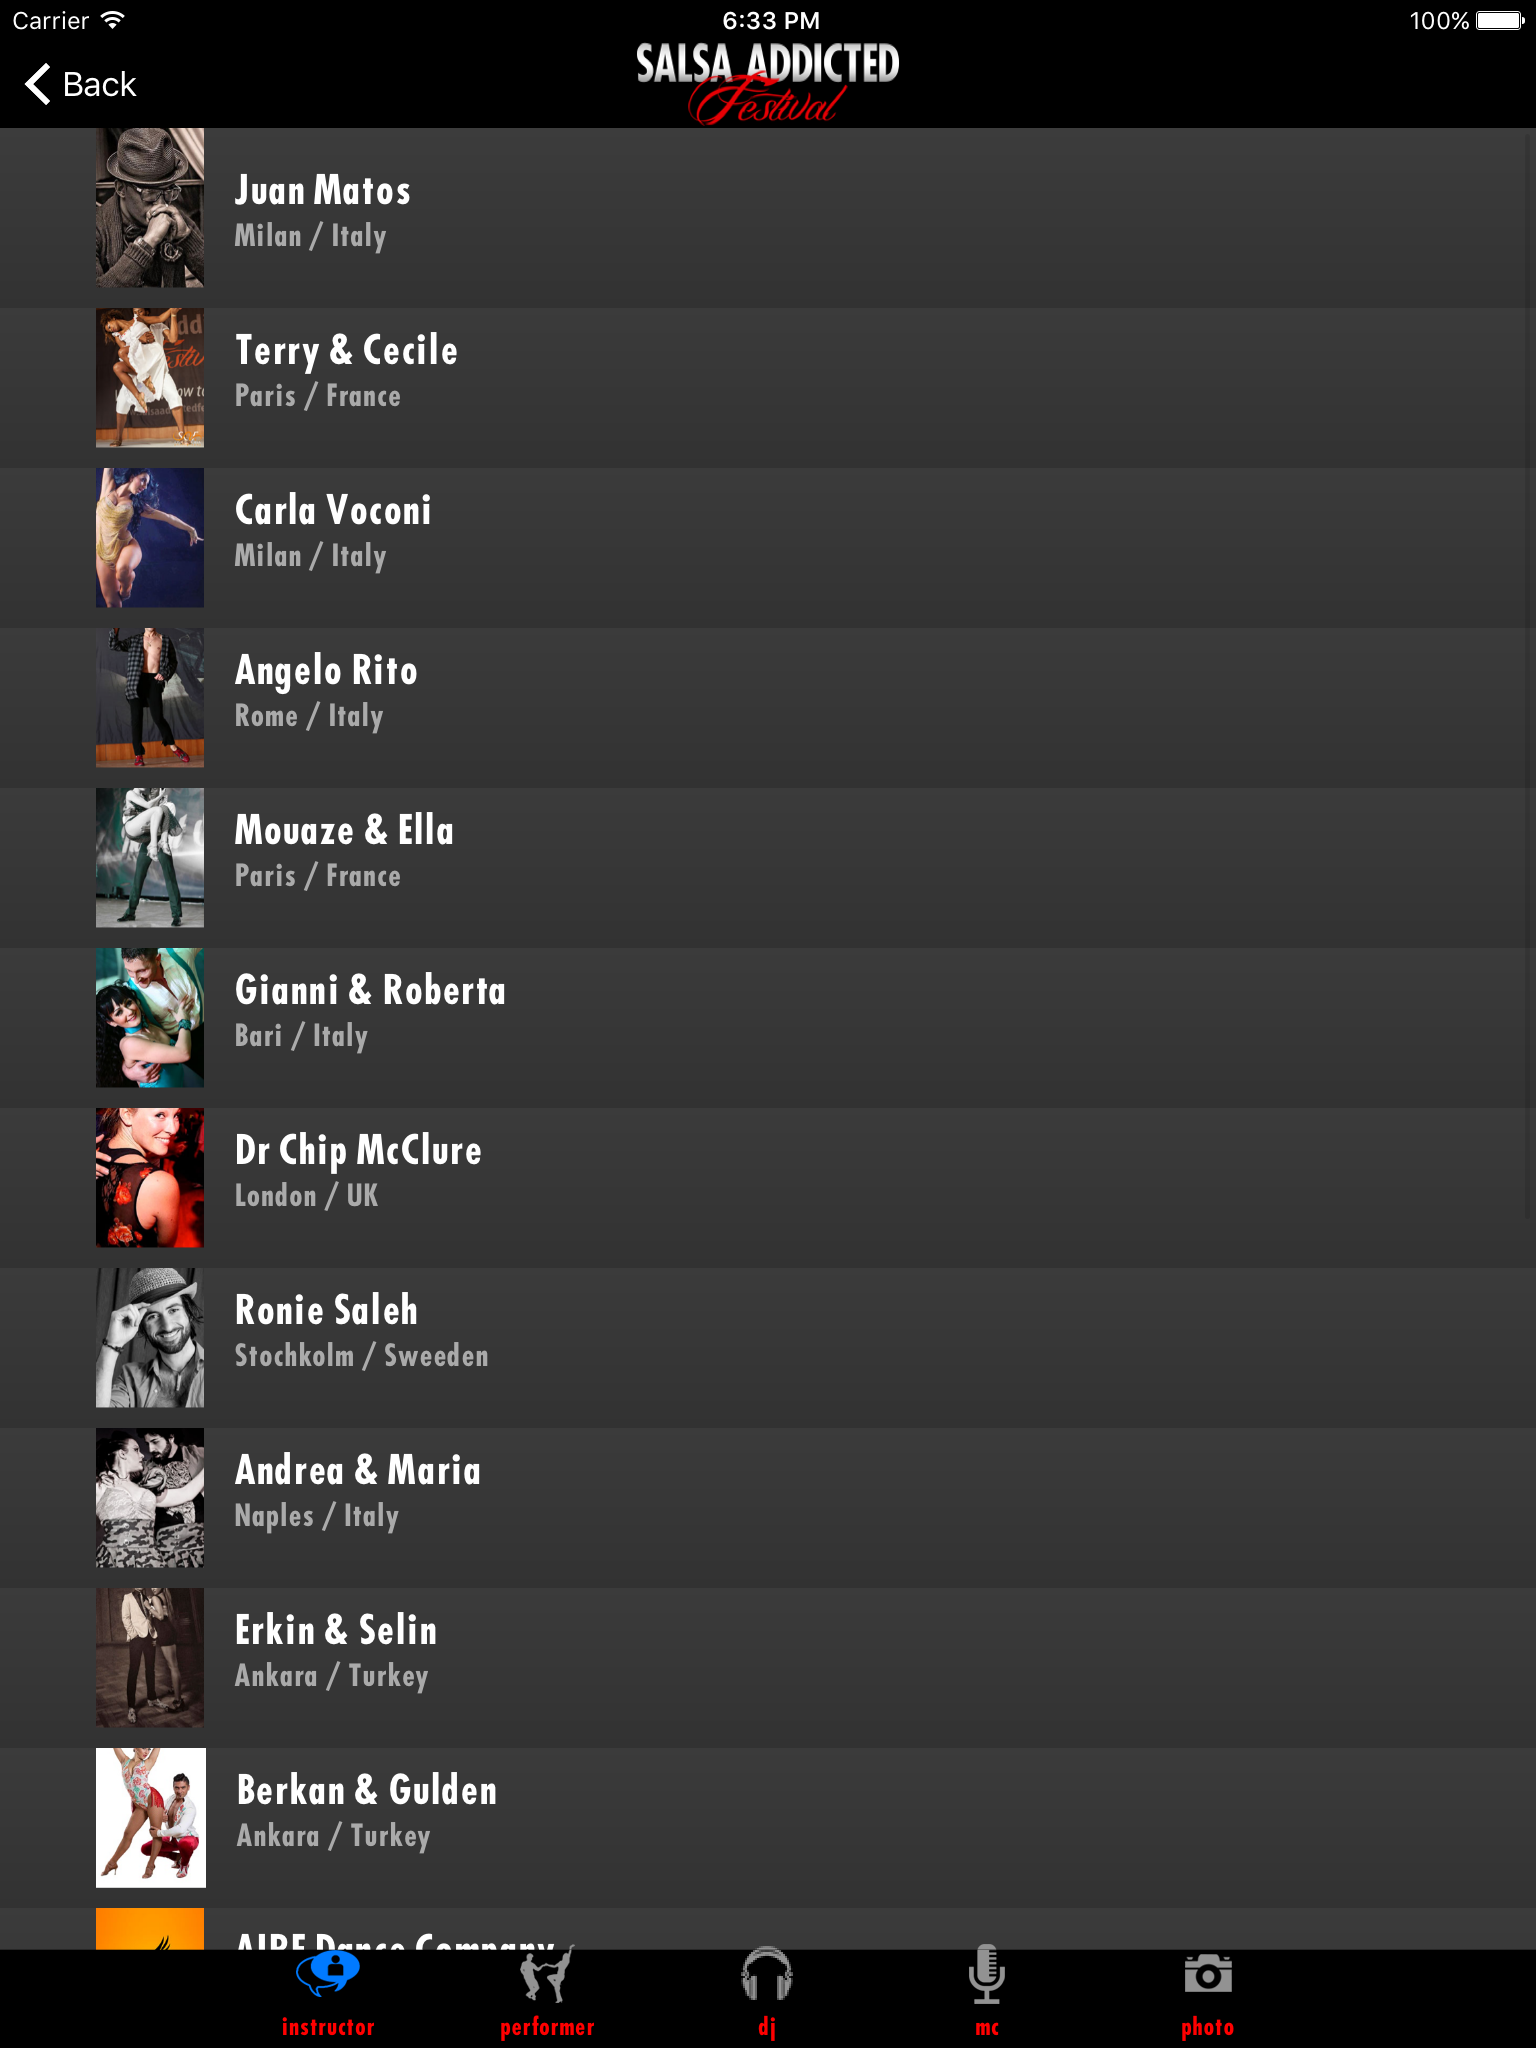 Carrier 6:33 PM 100%
Back
SALSA ADDICTED
Festival
Juan Matos
Milan / Italy
Terry & Cecile
Paris / France
Carla Voconi
Milan / Italy
Angelo Rito
Rome / Italy
Mouaze & Ella
Paris / France
Gianni & Roberta
Bari / Italy
Dr Chip McClure
London / UK
Ronie Saleh
Stochkolm / Sweeden
Andrea & Maria
Naples / Italy
Erkin & Selin
Ankara / Turkey
Berkan & Gulden
Ankara / Turkey
Dance Company
instructor
performer
dj
mc
photo